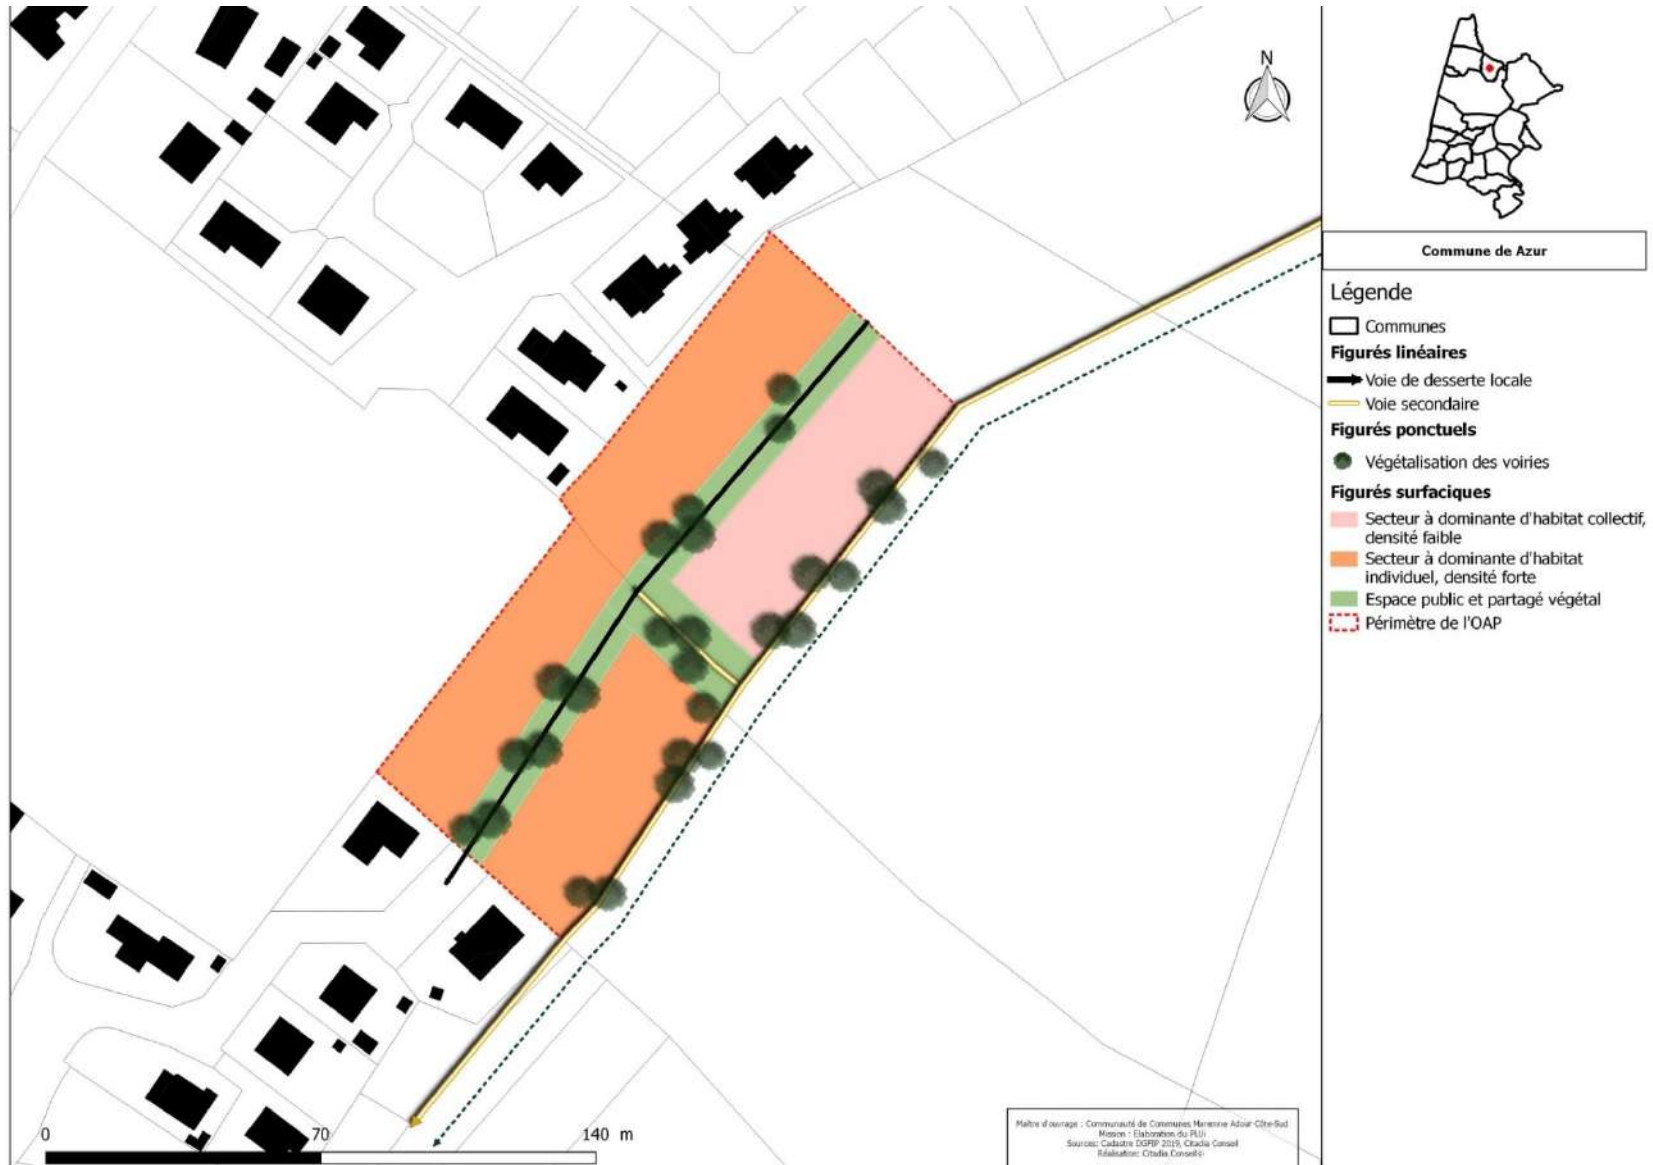 N
Commune de Azur
Légende
Communes
Figurés linéaires
Voie de desserte locale
Voie secondaire
Figurés ponctuels
Végétalisation des voiries
Figurés surfaciques
Secteur à dominante d'habitat collectif,
densité faible
Secteur à dominante d'habitat
individuel, densité forte
Espace public et partagé végétal
Périmètre de l'OAP
0 70 140 m
Maître d'ouvrage : Communauté de Communes Maremne Adour Côte-Sud
Mission : Elaboration du PLUi
Sources: Cadastre DGFIP 2019, Citadia Conseil
Réalisation: Citadia Conseil©